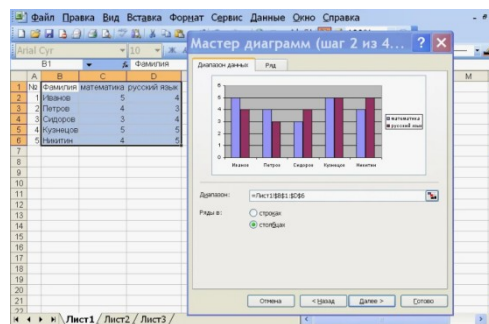 Файл Правка Вид Вставка Формат Сервис Данные Окно Справка
Arial Cyr 10 Ж
B1 fx Фамилия
A B C D M
1 № Фамилия математика русский язык
2 1 Иванов 5 4
3 2 Петров 4 3
4 3 Сидоров 3 4
5 4 Кузнецов 5 5
6 5 Никитин 4 5
7
8
9
10
11
12
13
14
15
16
17
18
19
20
21
22
Лист1 / Лист2 / Лист3 /
Мастер диаграмм (шаг 2 из 4... ? X
Диапазон данных Ряд
6
5
4
3
2
1
0
Иванов Петров Сидоров Кузнецов Никитин
математика
русский язык
Диапазон: =Лист1!$B$1:$D$6
Ряды в: строках
столбцах
Отмена < Назад Далее > Готово